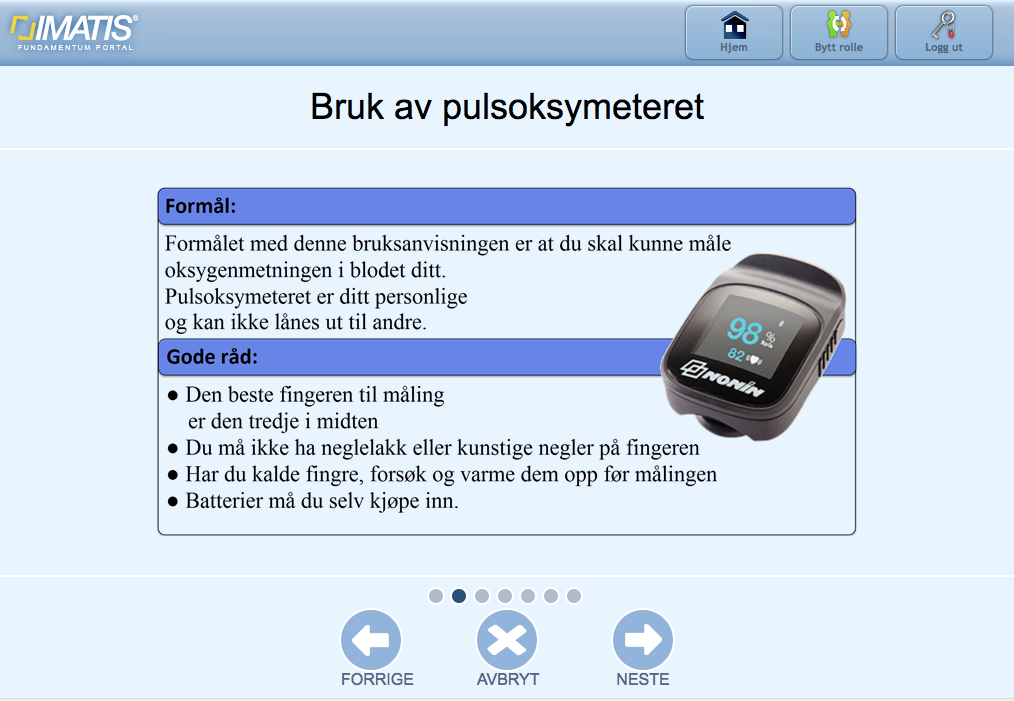 IMATIS®
FUNDAMENTUM PORTAL
Hjem
Bytt rolle
Logg ut
Bruk av pulsoksymeteret
Formål:
Formålet med denne bruksanvisningen er at du skal kunne måle
oksygenmetningen i blodet ditt.
Pulsoksymeteret er ditt personlige
og kan ikke lånes ut til andre.
98 %
82
NONIN
Gode råd:
● Den beste fingeren til måling
er den tredje i midten
● Du må ikke ha neglelakk eller kunstige negler på fingeren
● Har du kalde fingre, forsøk og varme dem opp før målingen
● Batterier må du selv kjøpe inn.
FORRIGE
AVBRYT
NESTE